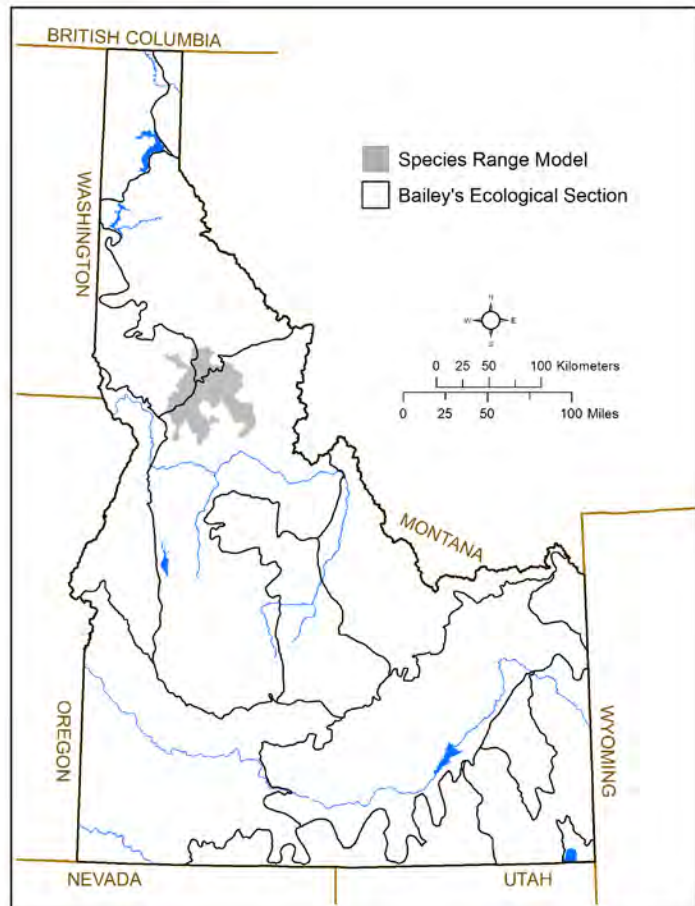 BRITISH COLUMBIA
WASHINGTON
Species Range Model
Bailey's Ecological Section
N
W E
S
0 25 50 100 Kilometers
0 25 50 100 Miles
MONTANA
OREGON
WYOMING
NEVADA
UTAH